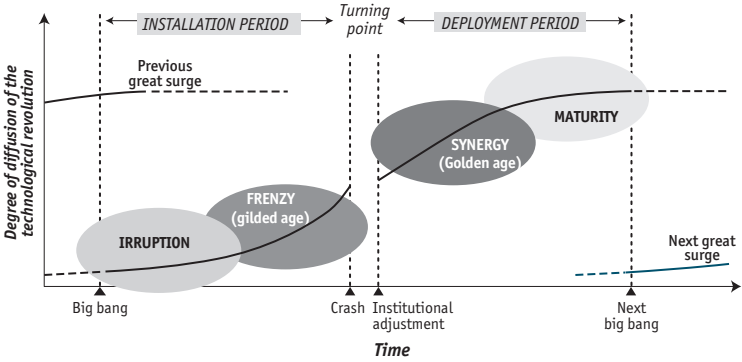 Turning
point
INSTALLATION PERIOD
DEPLOYMENT PERIOD
Degree of diffusion of the
technological revolution
Previous
great surge
MATURITY
SYNERGY
(Golden age)
FRENZY
(gilded age)
IRRUPTION
Next great
surge
Big bang
Crash
Institutional
adjustment
Next
big bang
Time